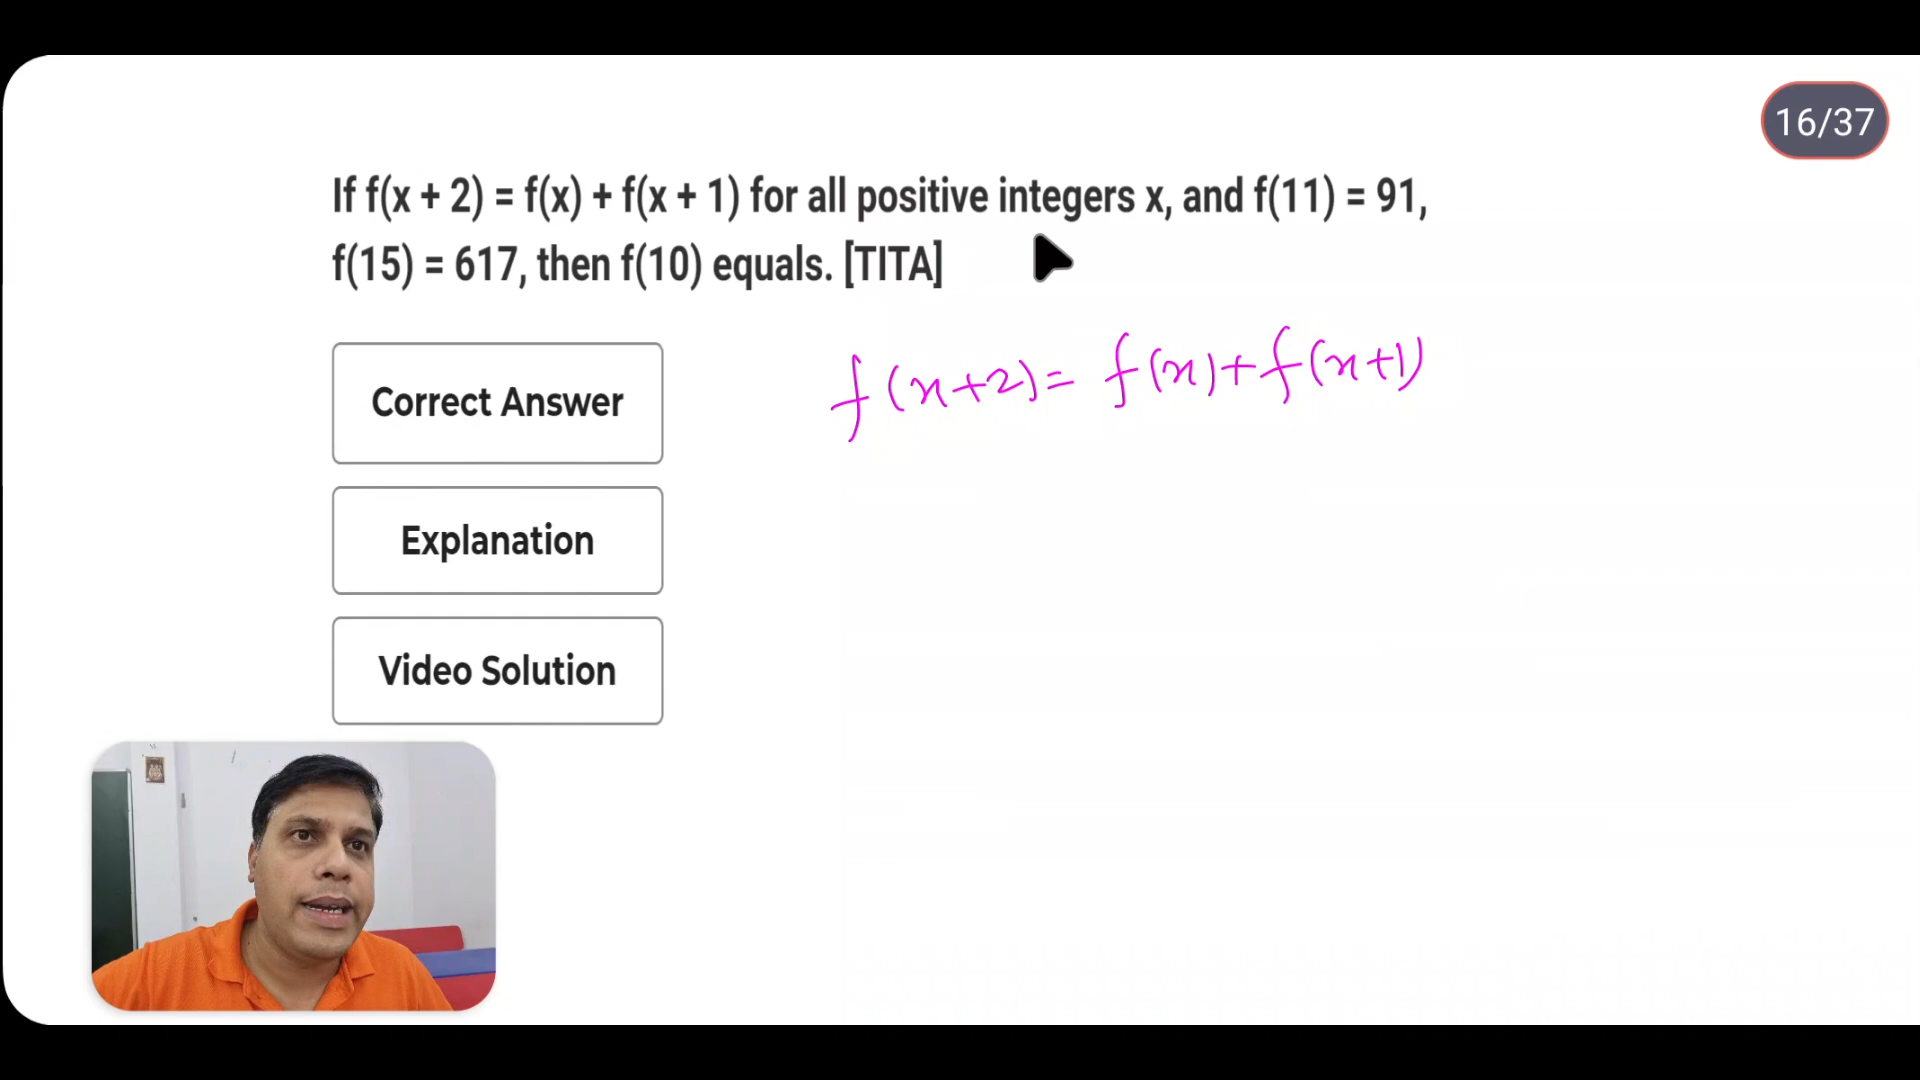 16/37
If f(x + 2) = f(x) + f(x + 1) for all positive integers x, and f(11) = 91,
f(15) = 617, then f(10) equals. [TITA]
f(x+2)= f(x)+f(x+1)
Correct Answer
Explanation
Video Solution